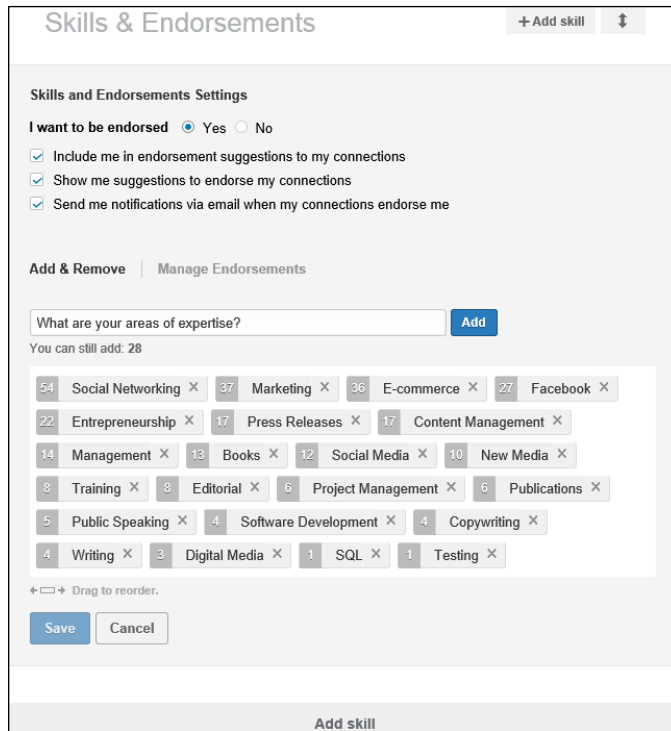 Skills & Endorsements + Add skill
Skills and Endorsements Settings
I want to be endorsed Yes No
Include me in endorsement suggestions to my connections
Show me suggestions to endorse my connections
Send me notifications via email when my connections endorse me
Add & Remove Manage Endorsements
What are your areas of expertise? Add
You can still add: 28
54 Social Networking × 37 Marketing × 36 E-commerce × 27 Facebook ×
22 Entrepreneurship × 17 Press Releases × 17 Content Management ×
14 Management × 13 Books × 12 Social Media × 10 New Media ×
8 Training × 8 Editorial × 6 Project Management × 6 Publications ×
5 Public Speaking × 4 Software Development × 4 Copywriting ×
4 Writing × 3 Digital Media × 1 SQL × 1 Testing ×
Drag to reorder.
Save Cancel
Add skill